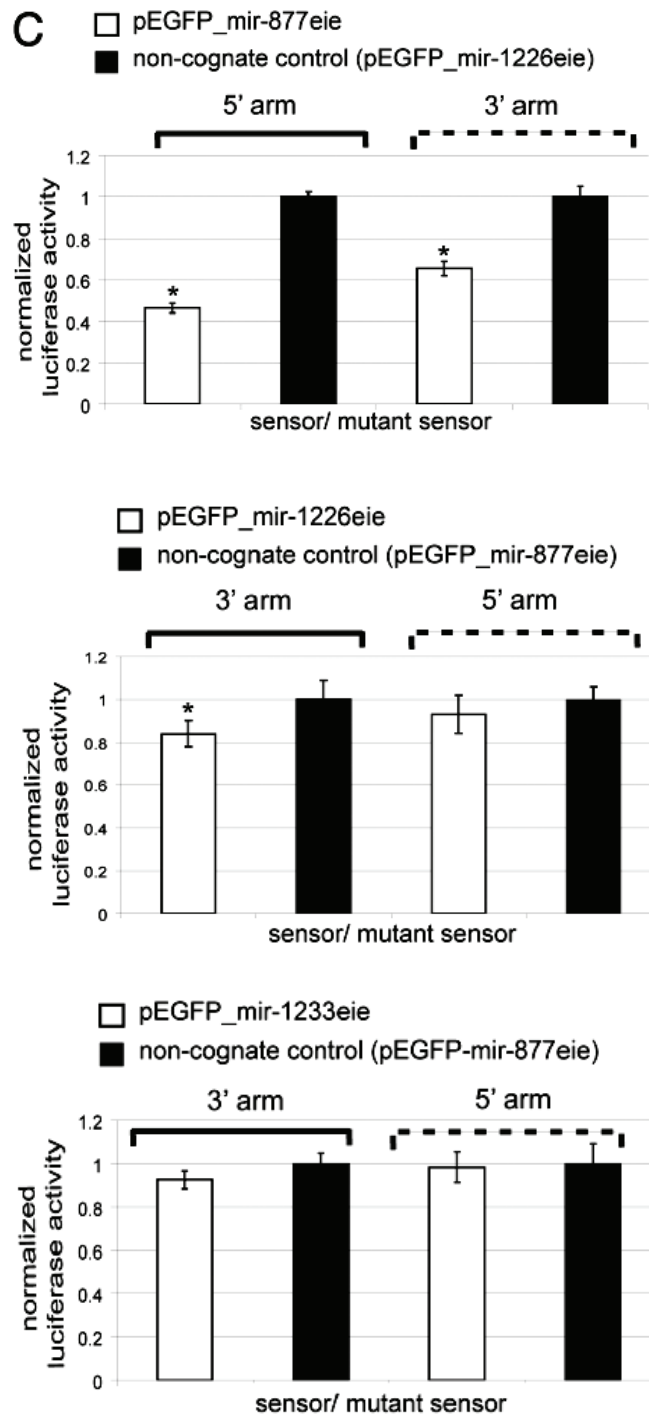 C
pEGFP_mir-877eie
non-cognate control (pEGFP_mir-1226eie)
5' arm 3' arm
1.2
1
0.8
0.6
0.4
0.2
0
* *
normalized
luciferase activity
sensor/ mutant sensor
pEGFP_mir-1226eie
non-cognate control (pEGFP_mir-877eie)
3' arm 5' arm
1.2
1
0.8
0.6
0.4
0.2
0
*
normalized
luciferase activity
sensor/ mutant sensor
pEGFP_mir-1233eie
non-cognate control (pEGFP-mir-877eie)
3' arm 5' arm
1.2
1
0.8
0.6
0.4
0.2
0
normalized
luciferase activity
sensor/ mutant sensor